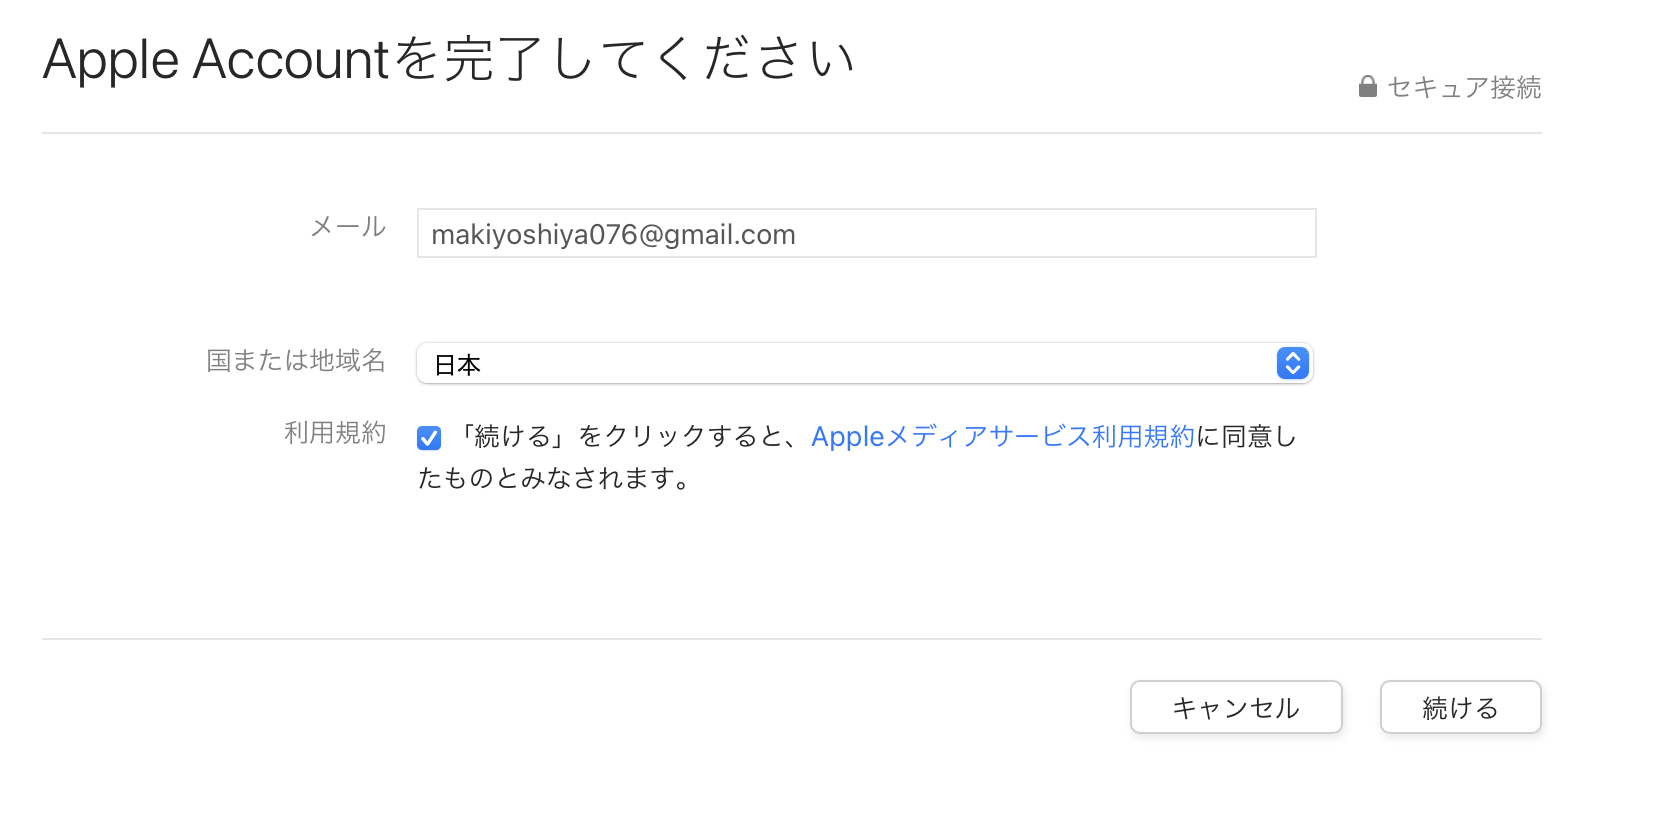 Apple Accountを完了してください
セキュア接続
メール
makiyoshiya076@gmail.com
国または地域名
日本
利用規約
「続ける」をクリックすると、Appleメディアサービス利用規約に同意し
たものとみなされます。
キャンセル
続ける